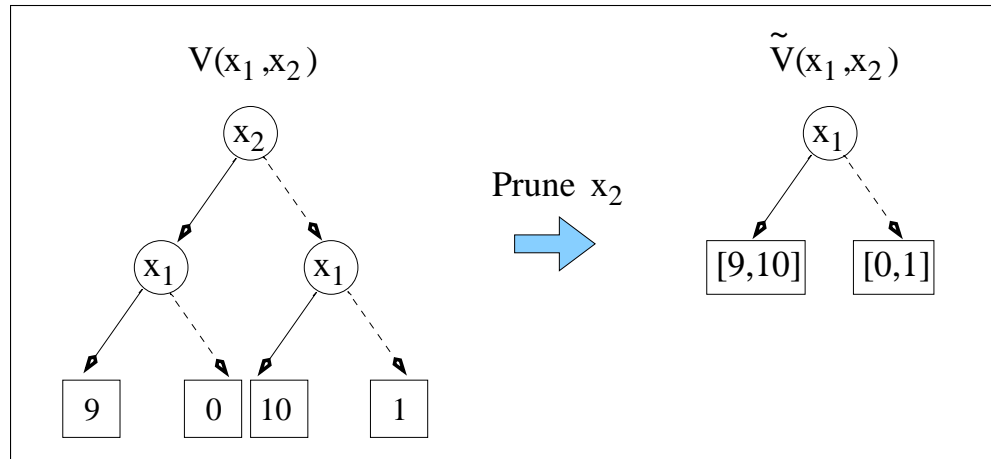 V(x₁,x₂)
x₂
x₁
x₁
9
0
10
1
Prune x₂
Ṽ(x₁,x₂)
x₁
[9,10]
[0,1]